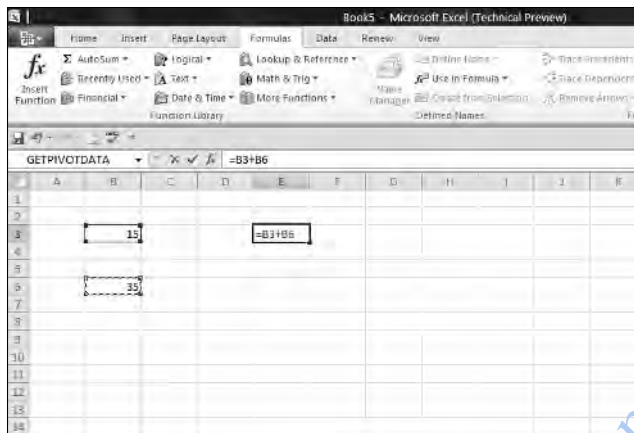 Book5 - Microsoft Excel (Technical Preview)
Home Insert Page Layout Formulas Data Review View
Σ AutoSum Logical Lookup & Reference Define Name Trace Precedents
fx Recently Used Text Math & Trig Name Use in Formula Trace Dependents
Insert Function Financial Date & Time More Functions Manager Create from Selection Remove Arrows
Function Library Defined Names
GETPIVOTDATA fx =B3+B6
A B C D E F G H I J K
1
2
3 15 =B3+B6
4
5
6 35
7
8
9
10
11
12
13
14